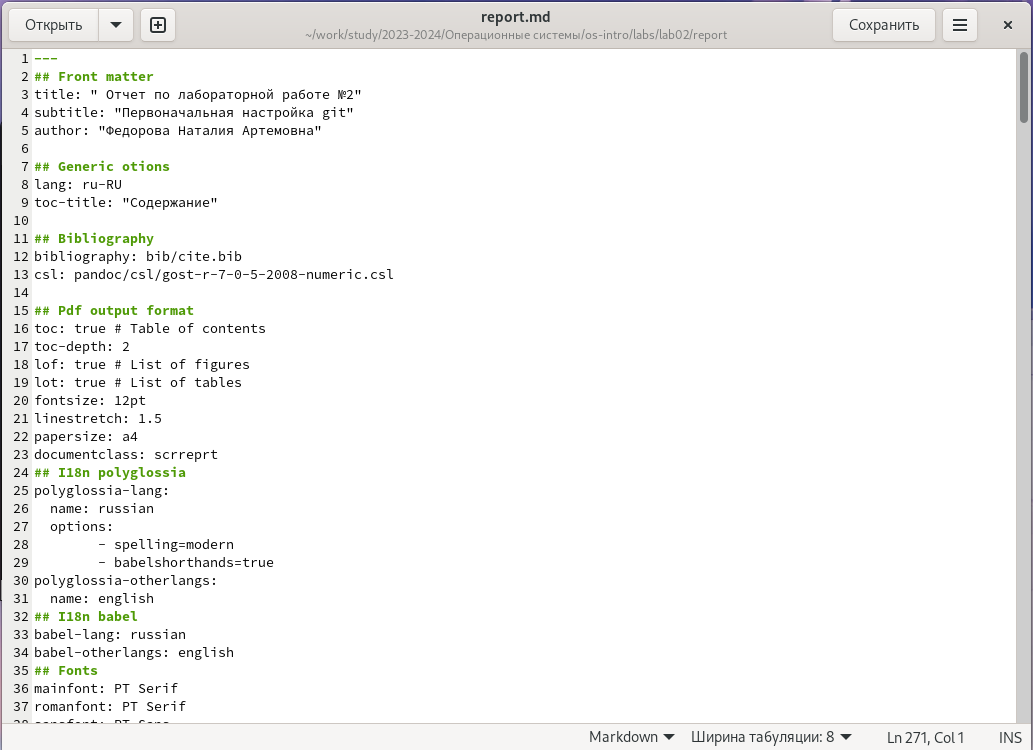 Открыть
report.md
~/work/study/2023-2024/Операционные системы/os-intro/labs/lab02/report
Сохранить
1 ---
2 ## Front matter
3 title: " Отчет по лабораторной работе №2"
4 subtitle: "Первоначальная настройка git"
5 author: "Федорова Наталия Артемовна"
6
7 ## Generic otions
8 lang: ru-RU
9 toc-title: "Содержание"
10
11 ## Bibliography
12 bibliography: bib/cite.bib
13 csl: pandoc/csl/gost-r-7-0-5-2008-numeric.csl
14
15 ## Pdf output format
16 toc: true # Table of contents
17 toc-depth: 2
18 lof: true # List of figures
19 lot: true # List of tables
20 fontsize: 12pt
21 linestretch: 1.5
22 papersize: a4
23 documentclass: scrreprt
24 ## I18n polyglossia
25 polyglossia-lang:
26   name: russian
27   options:
28         - spelling=modern
29         - babelshorthands=true
30 polyglossia-otherlangs:
31   name: english
32 ## I18n babel
33 babel-lang: russian
34 babel-otherlangs: english
35 ## Fonts
36 mainfont: PT Serif
37 romanfont: PT Serif
38 sansfont: PT Sans
Markdown Ширина табуляции: 8 Ln 271, Col 1 INS